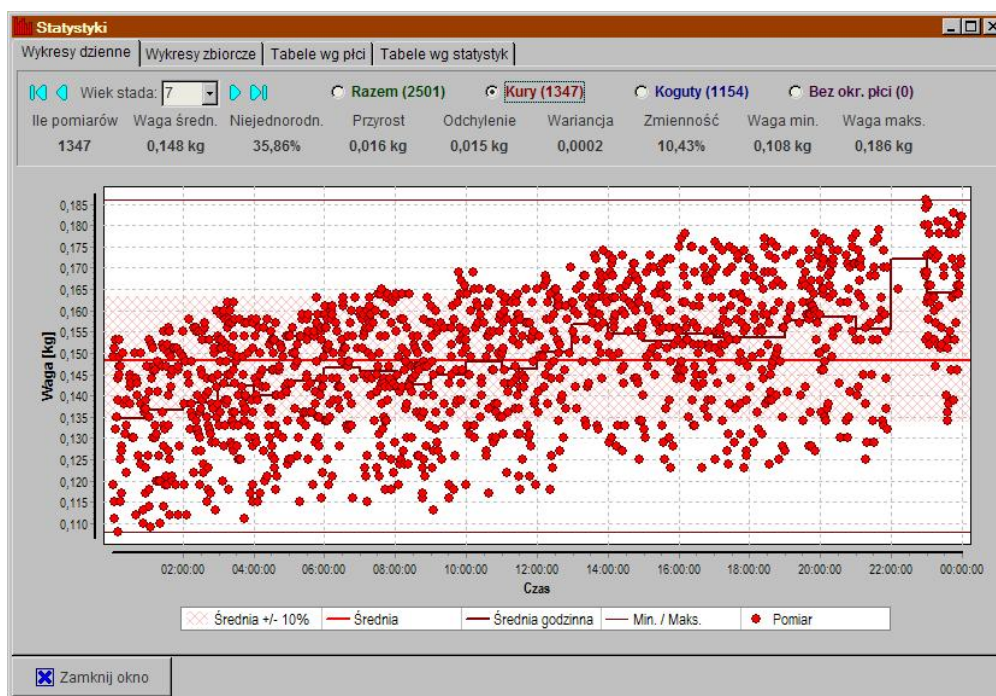 Statystyki
Wykresy dzienne Wykresy zbiorcze Tabele wg płci Tabele wg statystyk
Wiek stada: 7 Razem (2501) Kury (1347) Koguty (1154) Bez okr. płci (0)
Ile pomiarów Waga średn. Niejednorodn. Przyrost Odchylenie Wariancja Zmienność Waga min. Waga maks.
1347 0,148 kg 35,86% 0,016 kg 0,015 kg 0,0002 10,43% 0,108 kg 0,186 kg
0,185
0,180
0,175
0,170
0,165
0,160
0,155
0,150
0,145
0,140
0,135
0,130
0,125
0,120
0,115
0,110
Waga [kg]
02:00:00 04:00:00 06:00:00 08:00:00 10:00:00 12:00:00 14:00:00 16:00:00 18:00:00 20:00:00 22:00:00 00:00:00
Czas
Średnia +/- 10% Średnia Średnia godzinna Min. / Maks. Pomiar
Zamknij okno